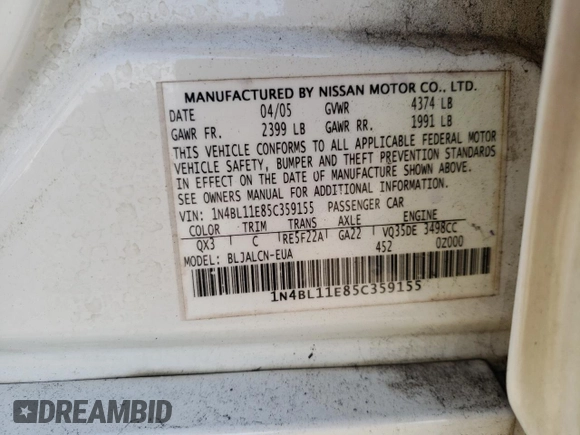 MANUFACTURED BY NISSAN MOTOR CO., LTD.
DATE 04/05 GVWR 4374 LB
GAWR FR. 2399 LB GAWR RR. 1991 LB
THIS VEHICLE CONFORMS TO ALL APPLICABLE FEDERAL MOTOR
VEHICLE SAFETY, BUMPER AND THEFT PREVENTION STANDARDS
IN EFFECT ON THE DATE OF MANUFACTURE SHOWN ABOVE.
SEE OWNERS MANUAL FOR ADDITIONAL INFORMATION.
VIN: 1N4BL11E85C359155 PASSENGER CAR
COLOR TRIM TRANS AXLE ENGINE
QX3 C RE5F22A GA22 VQ35DE 3498CC
MODEL: BLJALCN-EUA 452 0Z000
1N4BL11E85C359155
DREAMBID